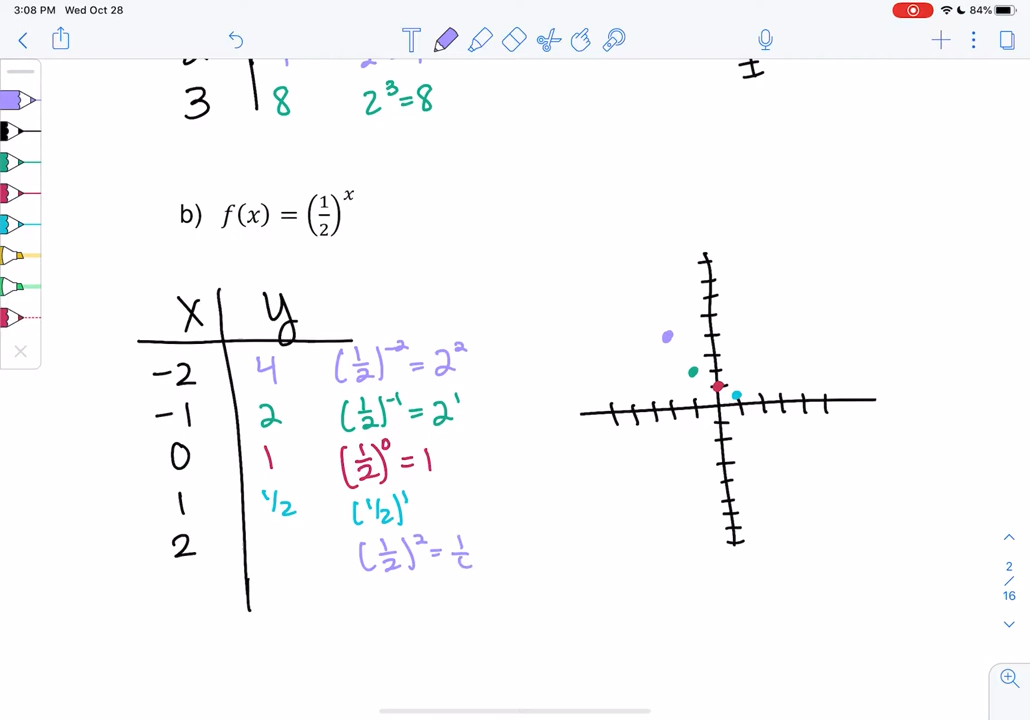 3:08 PM Wed Oct 28
84%
T
3 8 2³=8
b) f(x) = (1/2)^x
x y
-2 4 (1/2)^-2 = 2²
-1 2 (1/2)^-1 = 2¹
0 1 (1/2)^0 = 1
1 1/2 (1/2)^1
2 (1/2)^2 = 1/
2
/
16